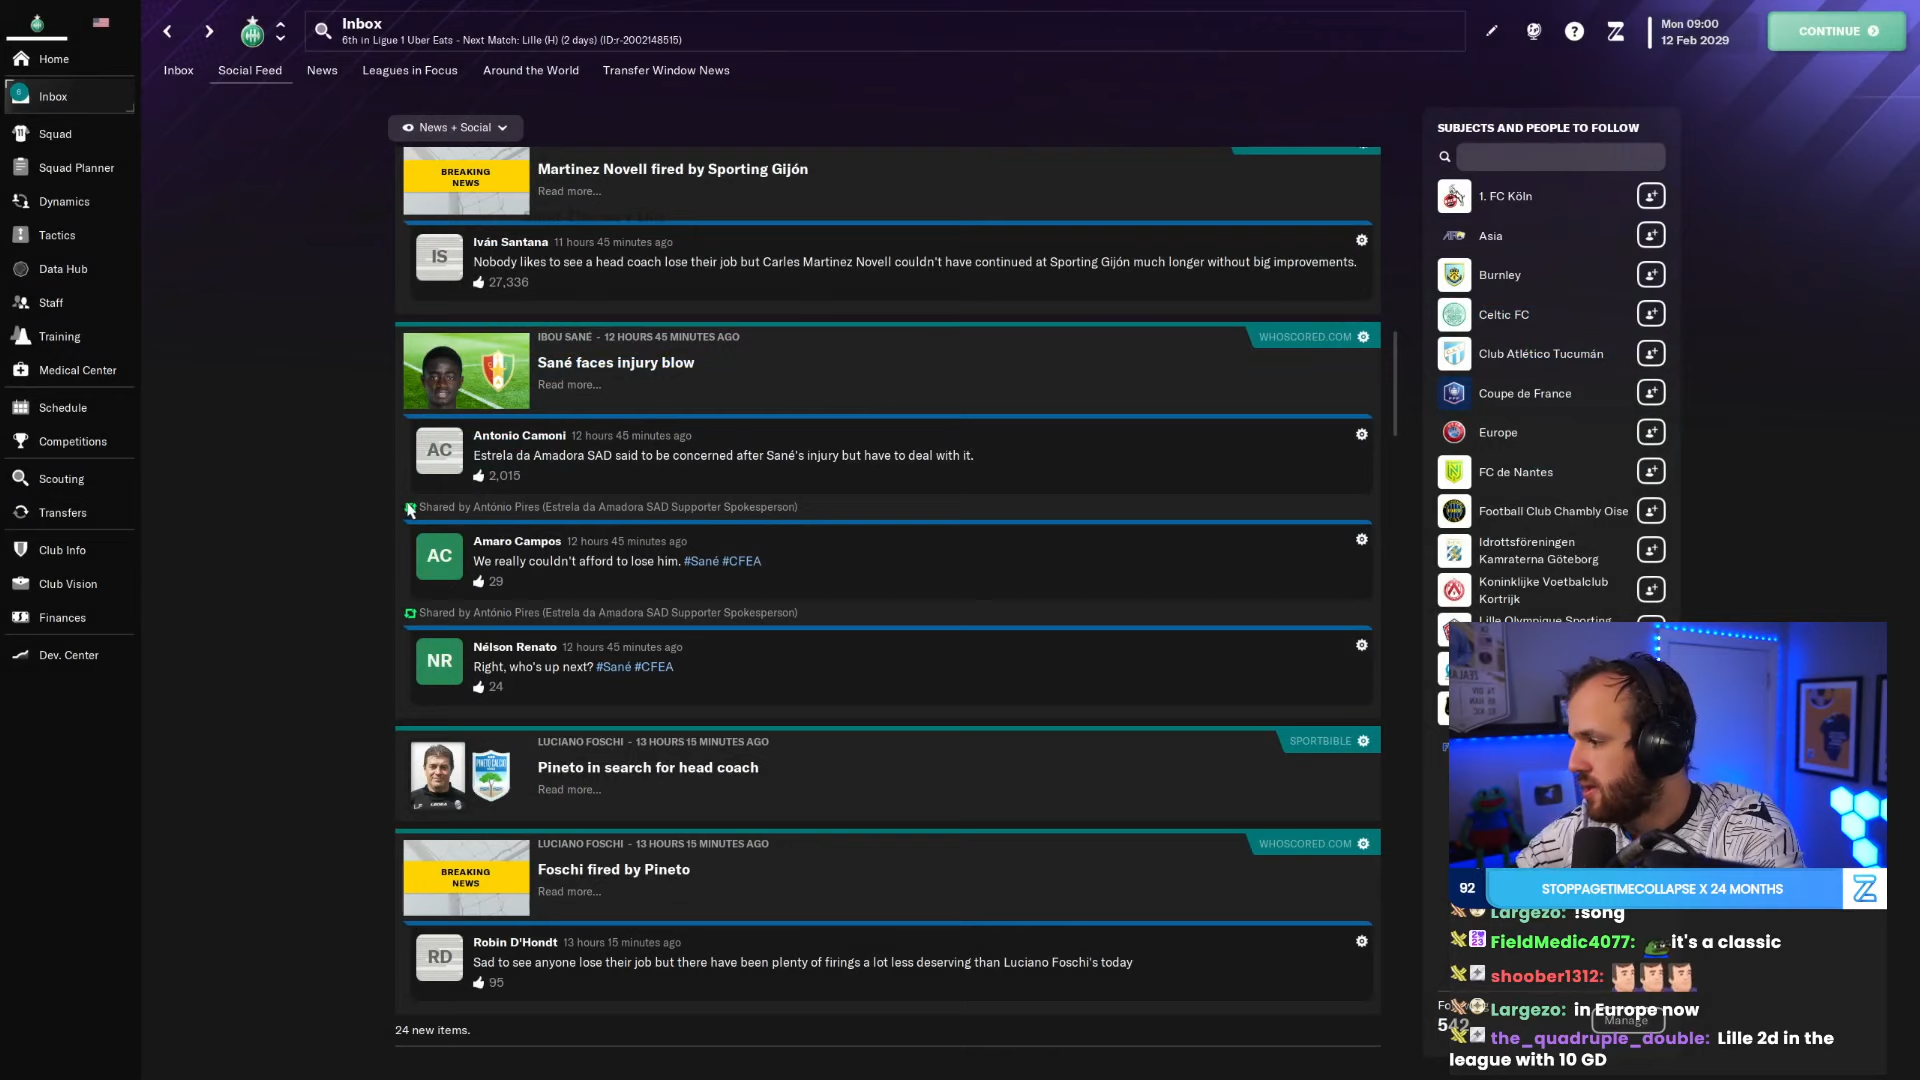 Inbox
6th in Ligue 1 Uber Eats - Next Match: Lille (H) (2 days) (ID:r-2002148515)
Mon 09:00
12 Feb 2029
CONTINUE
Home
6
Inbox
Squad
Squad Planner
Dynamics
Tactics
Data Hub
Staff
Training
Medical Center
Schedule
Competitions
Scouting
Transfers
Club Info
Club Vision
Finances
Dev. Center
Inbox
Social Feed
News
Leagues in Focus
Around the World
Transfer Window News
News + Social
BREAKING NEWS
Martinez Novell fired by Sporting Gijón
Read more...
IS
Iván Santana 11 hours 45 minutes ago
Nobody likes to see a head coach lose their job but Carles Martinez Novell couldn't have continued at Sporting Gijón much longer without big improvements.
27,336
IBOU SANÉ - 12 HOURS 45 MINUTES AGO
WHOSCORED.COM
Sané faces injury blow
Read more...
AC
Antonio Camoni 12 hours 45 minutes ago
Estrela da Amadora SAD said to be concerned after Sané's injury but have to deal with it.
2,015
Shared by António Pires (Estrela da Amadora SAD Supporter Spokesperson)
AC
Amaro Campos 12 hours 45 minutes ago
We really couldn't afford to lose him. #Sané #CFEA
29
Shared by António Pires (Estrela da Amadora SAD Supporter Spokesperson)
NR
Nélson Renato 12 hours 45 minutes ago
Right, who's up next? #Sané #CFEA
24
LUCIANO FOSCHI - 13 HOURS 15 MINUTES AGO
SPORTBIBLE
Pineto in search for head coach
Read more...
LUCIANO FOSCHI - 13 HOURS 15 MINUTES AGO
WHOSCORED.COM
BREAKING NEWS
Foschi fired by Pineto
Read more...
RD
Robin D'Hondt 13 hours 15 minutes ago
Sad to see anyone lose their job but there have been plenty of firings a lot less deserving than Luciano Foschi's today
95
24 new items.
SUBJECTS AND PEOPLE TO FOLLOW
1. FC Köln
Asia
Burnley
Celtic FC
Club Atlético Tucumán
Coupe de France
Europe
FC de Nantes
Football Club Chambly Oise
Idrottsföreningen
Kamraterna Göteborg
Koninklijke Voetbalclub
Kortrijk
Lille Olympique Sporting
92
STOPPAGETIMECOLLAPSE X 24 MONTHS
Largezo: !song
FieldMedic4077: it's a classic
shoober1312:
Largezo: in Europe now
542
Manage
the_quadruple_double: Lille 2d in the
league with 10 GD